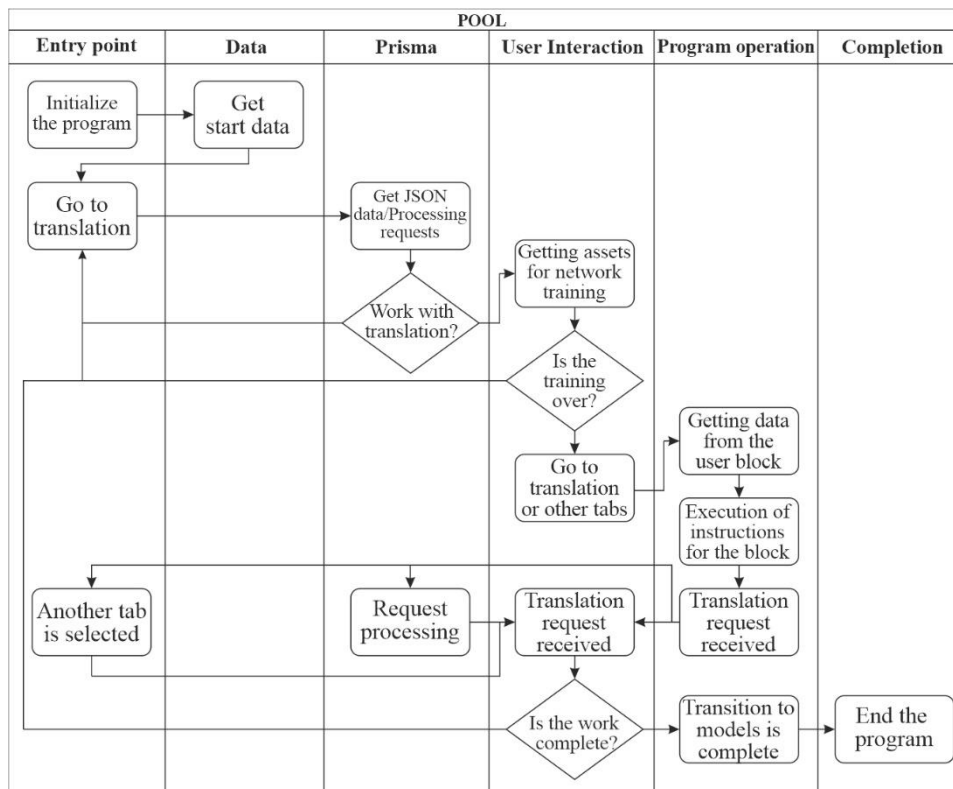 POOL
Entry point
Data
Prisma
User Interaction
Program operation
Completion
Initialize
the program
Get
start data
Go to
translation
Get JSON
data/Processing
requests
Getting assets
for network
training
Work with
translation?
Is the
training
over?
Getting data
from the
user block
Go to
translation
or other tabs
Execution of
instructions
for the block
Another tab
is selected
Request
processing
Translation
request
received
Translation
request
received
Is the work
complete?
Transition to
models is
complete
End the
program